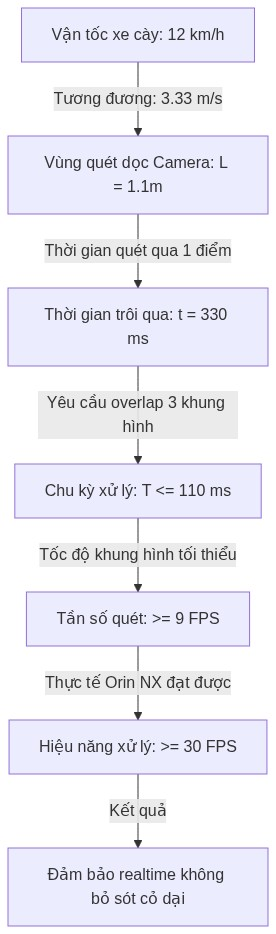 Vận tốc xe cày: 12 km/h
Tương đương: 3.33 m/s
Vùng quét dọc Camera: L
= 1.1m
Thời gian quét qua 1 điểm
Thời gian trôi qua: t = 330
ms
Yêu cầu overlap 3 khung
hình
Chu kỳ xử lý: T <= 110 ms
Tốc độ khung hình tối thiểu
Tần số quét: >= 9 FPS
Thực tế Orin NX đạt được
Hiệu năng xử lý: >= 30 FPS
Kết quả
Đảm bảo realtime không
bỏ sót cỏ dại